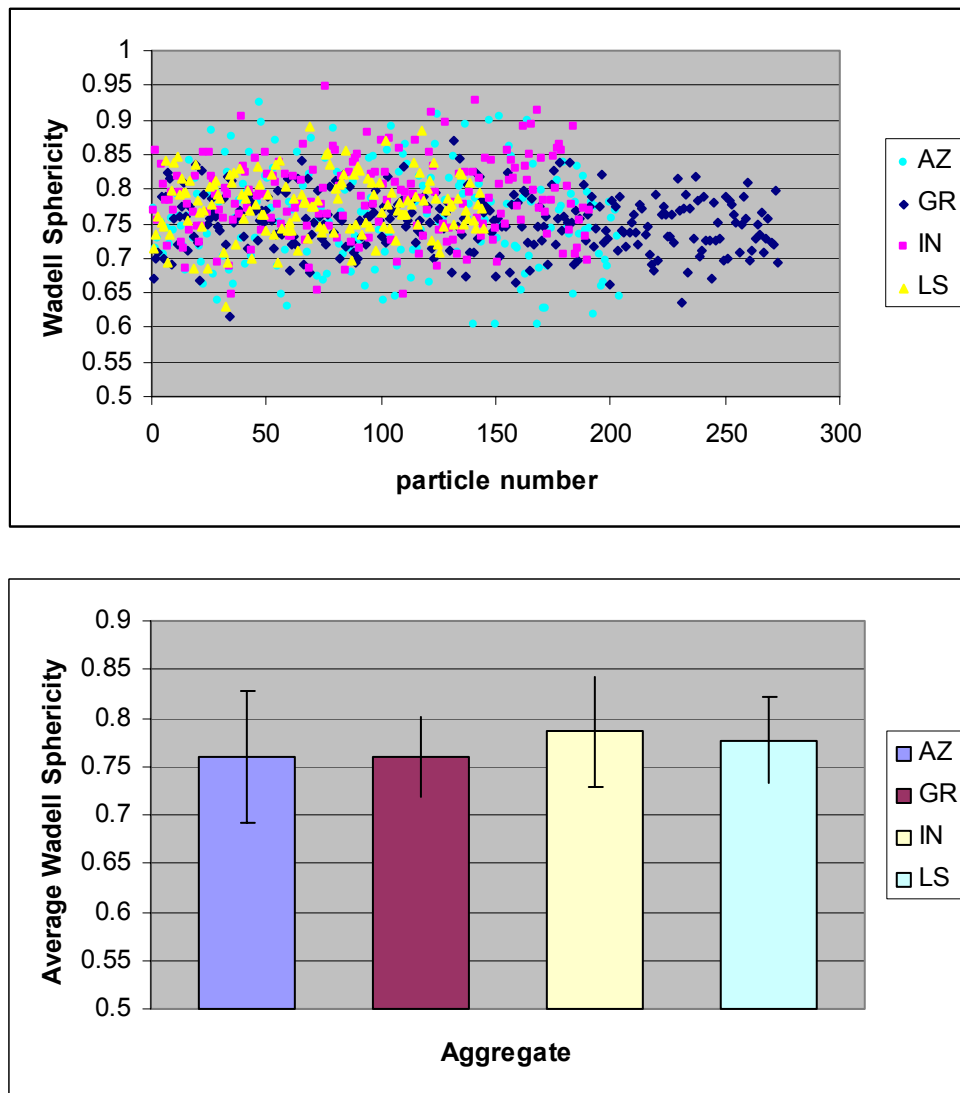 Wadell Sphericity
1
0.95
0.9
0.85
0.8
0.75
0.7
0.65
0.6
0.55
0.5
0
50
100
150
200
250
300
particle number
AZ
GR
IN
LS
Average Wadell Sphericity
0.9
0.85
0.8
0.75
0.7
0.65
0.6
0.55
0.5
Aggregate
AZ
GR
IN
LS